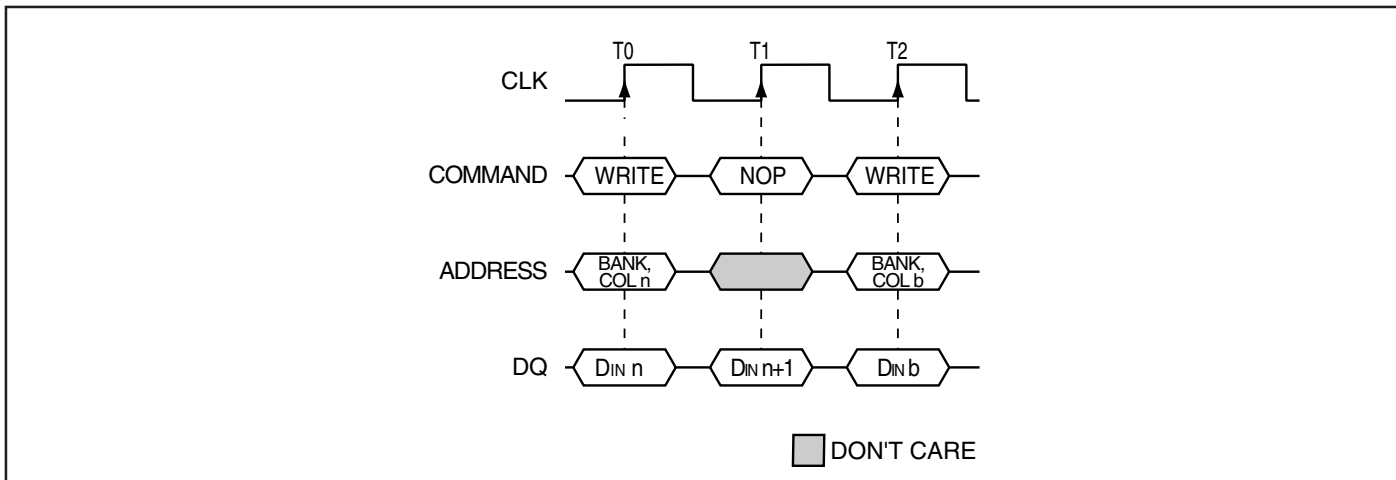 T0 T1 T2
CLK
COMMAND WRITE NOP WRITE
ADDRESS BANK, COL n BANK, COL b
DQ DIN n DIN n+1 DIN b
DON'T CARE